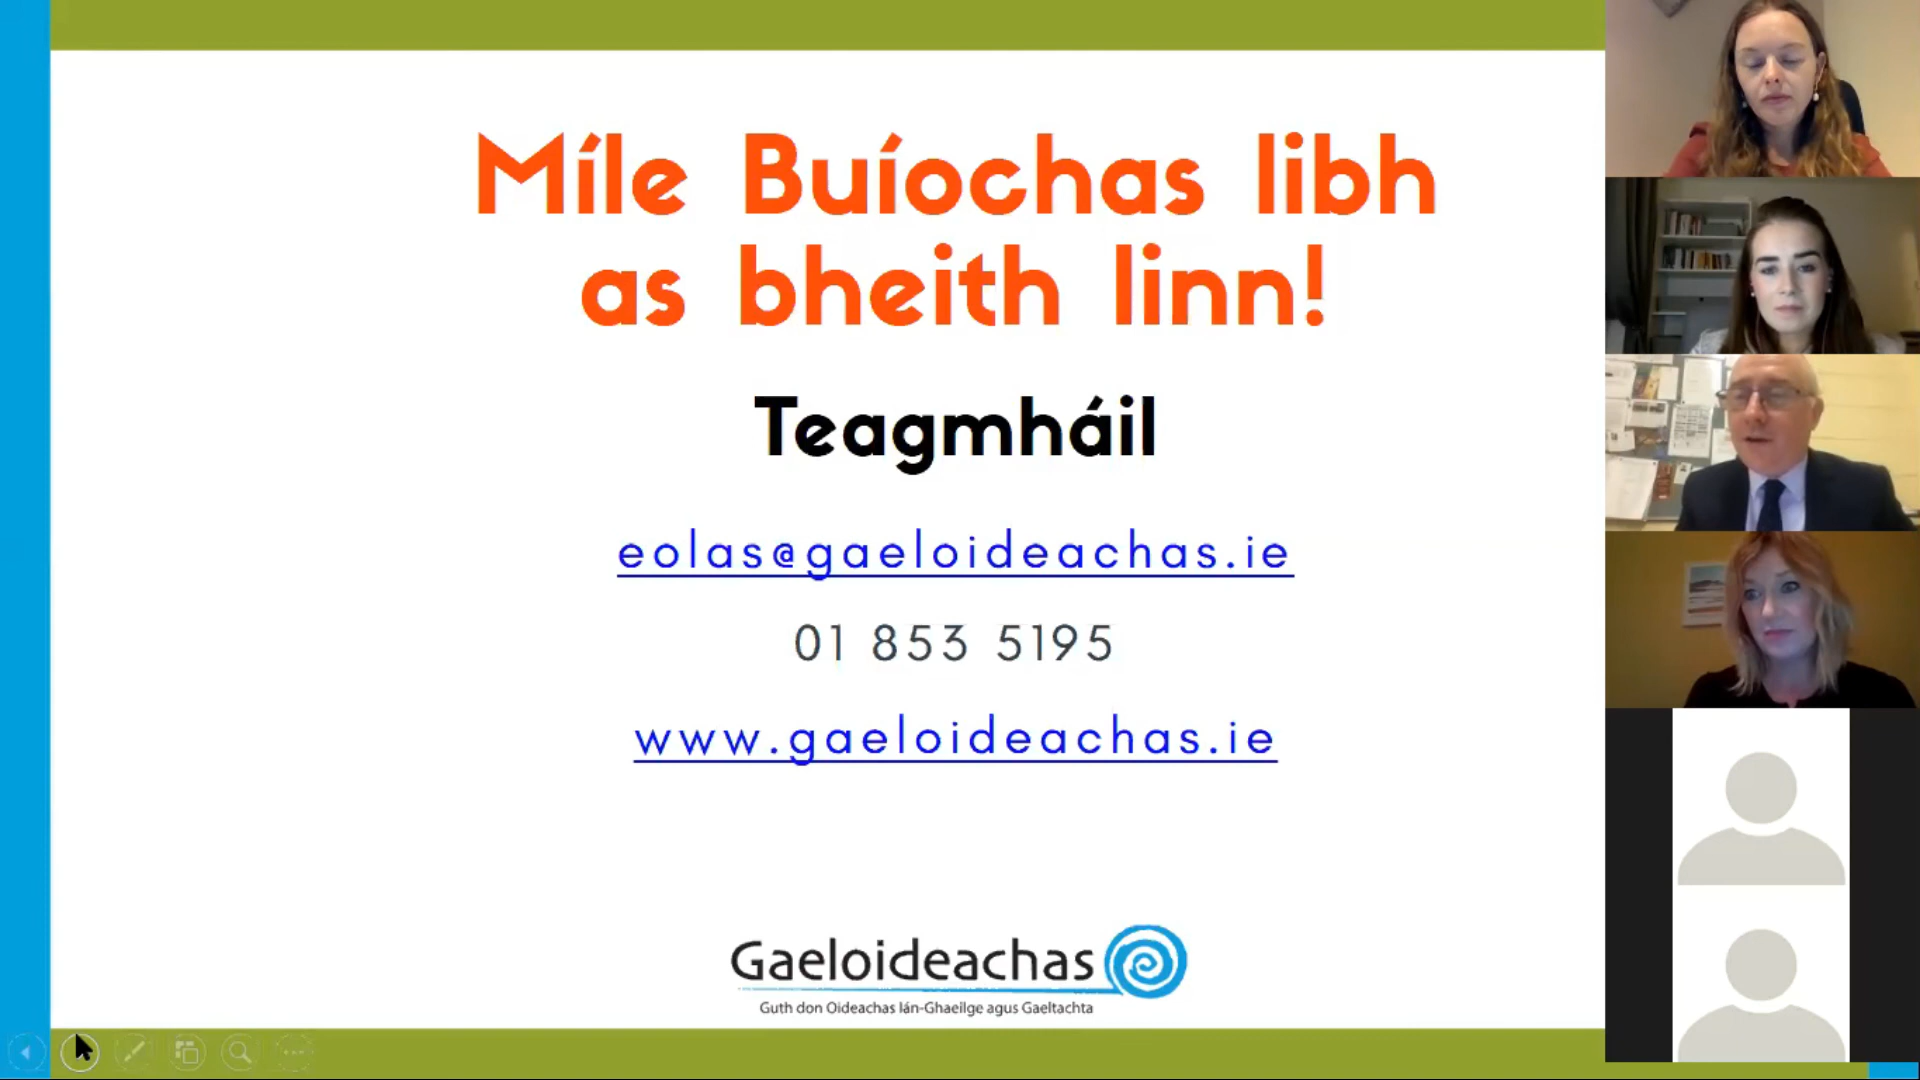 Míle Buíochas libh
as bheith linn!
Teagmháil
eolas@gaeloideachas.ie
01 853 5195
www.gaeloideachas.ie
Gaeloideachas
Guth don Oideachas lán-Ghaeilge agus Gaeltachta